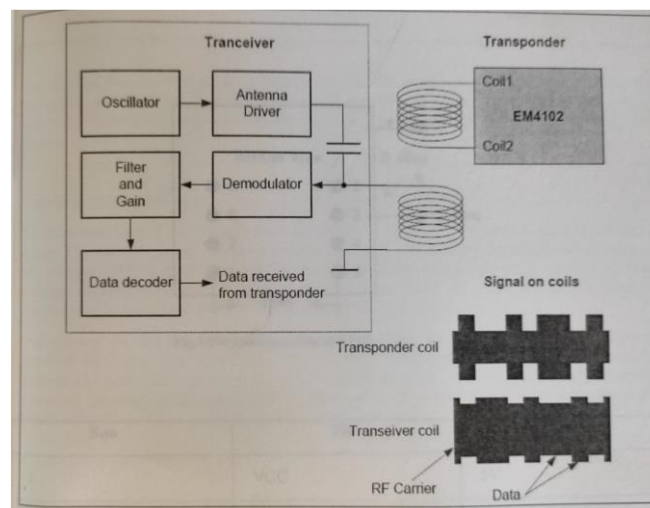 Tranceiver
Transponder
Oscillator
Antenna
Driver
Coil1
EM4102
Coil2
Filter
and
Gain
Demodulator
Data decoder
Data received
from transponder
Signal on coils
Transponder coil
Transeiver coil
RF Carrier
Data